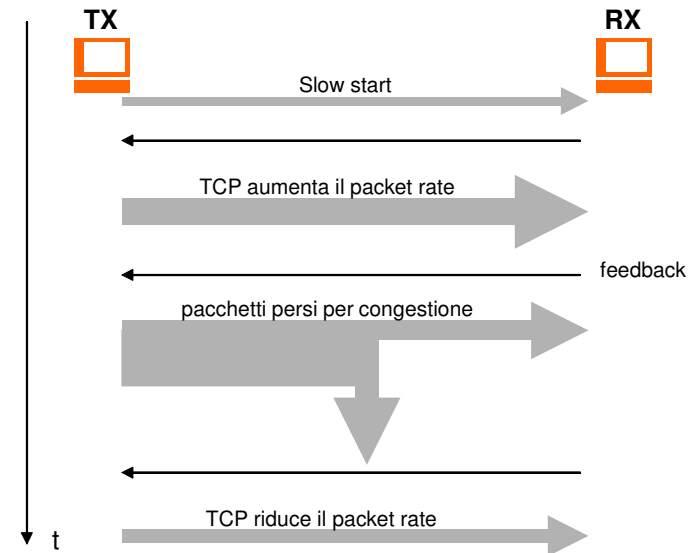 TX
RX
Slow start
TCP aumenta il packet rate
feedback
pacchetti persi per congestione
TCP riduce il packet rate
t